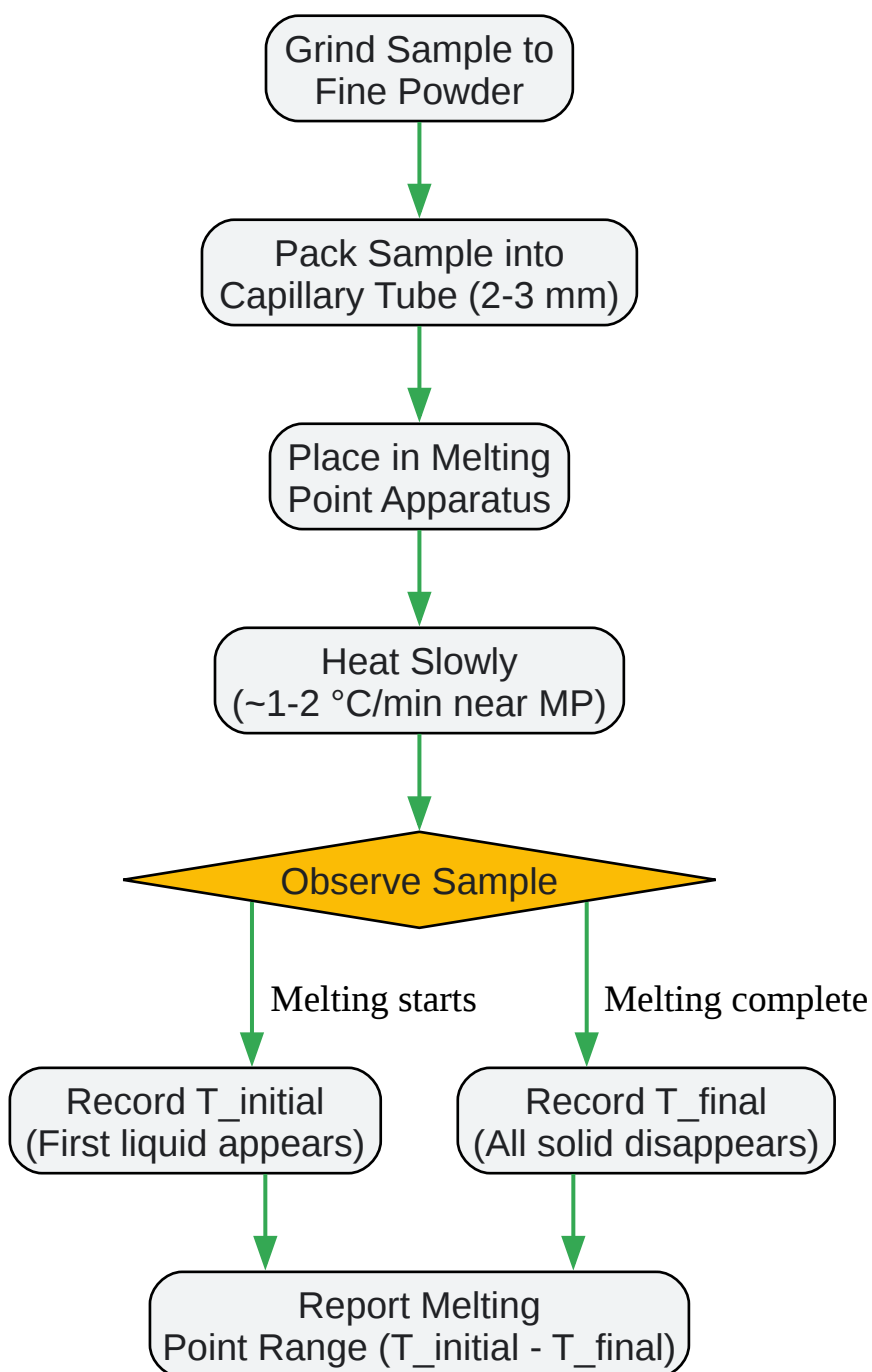 Grind Sample to
Fine Powder
Pack Sample into
Capillary Tube (2-3 mm)
Place in Melting
Point Apparatus
Heat Slowly
(~1-2 °C/min near MP)
Observe Sample
Melting starts
Melting complete
Record T_initial
(First liquid appears)
Record T_final
(All solid disappears)
Report Melting
Point Range (T_initial - T_final)